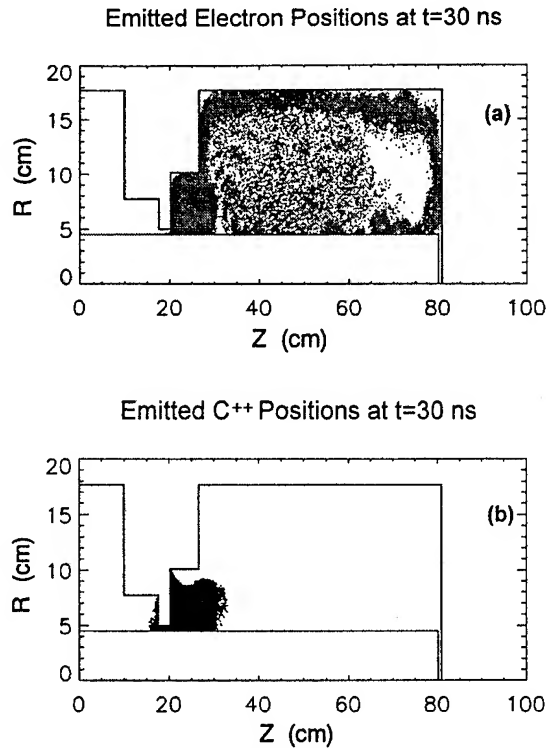 Emitted Electron Positions at t=30 ns
20
15
10
5
0
R (cm)
(a)
0 20 40 60 80 100
Z (cm)
Emitted C++ Positions at t=30 ns
20
15
10
5
0
R (cm)
(b)
0 20 40 60 80 100
Z (cm)